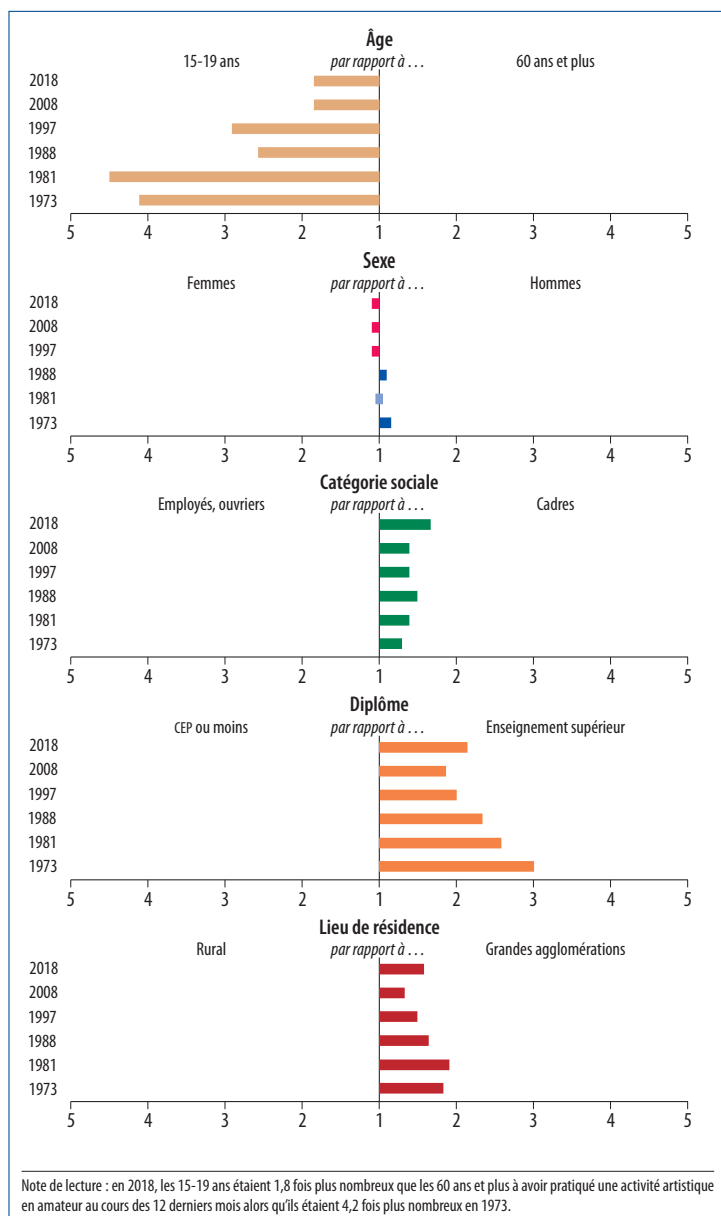 Âge
15-19 ans par rapport à … 60 ans et plus
2018
2008
1997
1988
1981
1973
5 4 3 2 1 2 3 4 5
Sexe
Femmes par rapport à … Hommes
2018
2008
1997
1988
1981
1973
5 4 3 2 1 2 3 4 5
Catégorie sociale
Employés, ouvriers par rapport à … Cadres
2018
2008
1997
1988
1981
1973
5 4 3 2 1 2 3 4 5
Diplôme
CEP ou moins par rapport à … Enseignement supérieur
2018
2008
1997
1988
1981
1973
5 4 3 2 1 2 3 4 5
Lieu de résidence
Rural par rapport à … Grandes agglomérations
2018
2008
1997
1988
1981
1973
5 4 3 2 1 2 3 4 5
Note de lecture : en 2018, les 15-19 ans étaient 1,8 fois plus nombreux que les 60 ans et plus à avoir pratiqué une activité artistique
en amateur au cours des 12 derniers mois alors qu'ils étaient 4,2 fois plus nombreux en 1973.